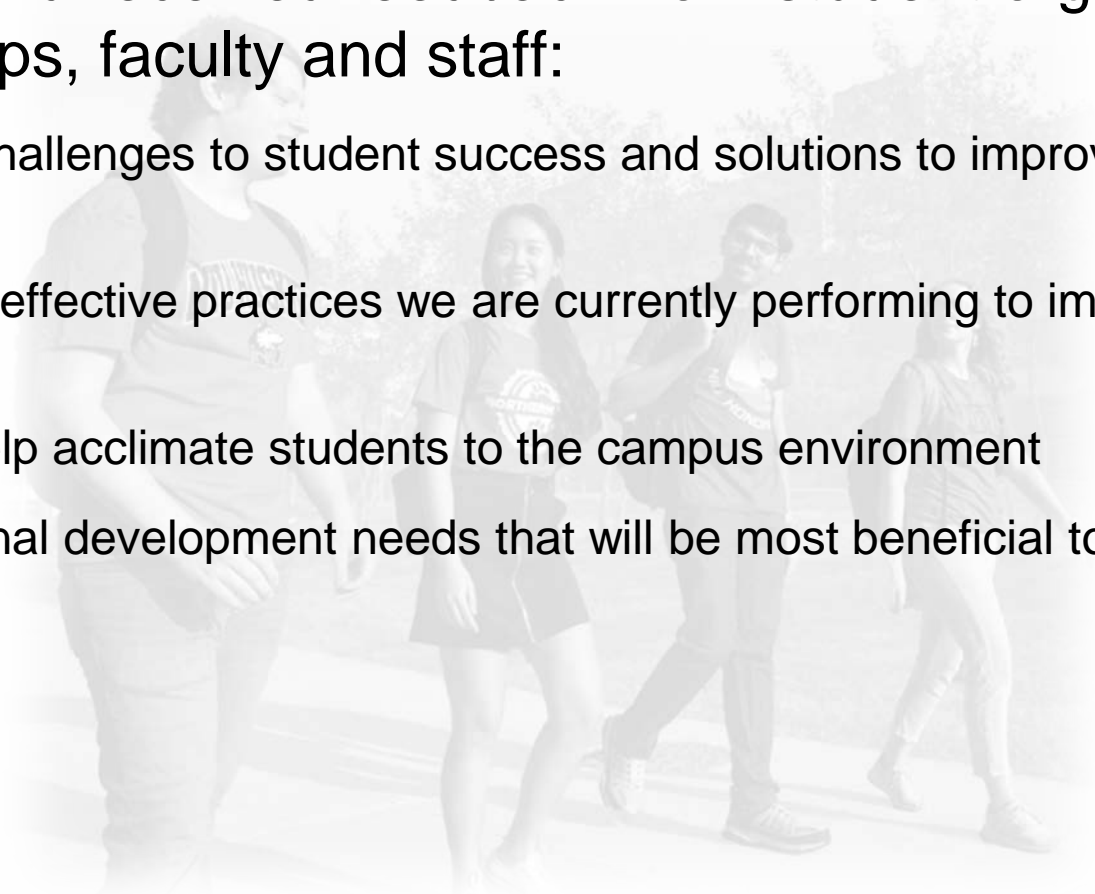 ps, faculty and staff:
hallenges to student success and solutions to improv
effective practices we are currently performing to im
lp acclimate students to the campus environment
nal development needs that will be most beneficial to